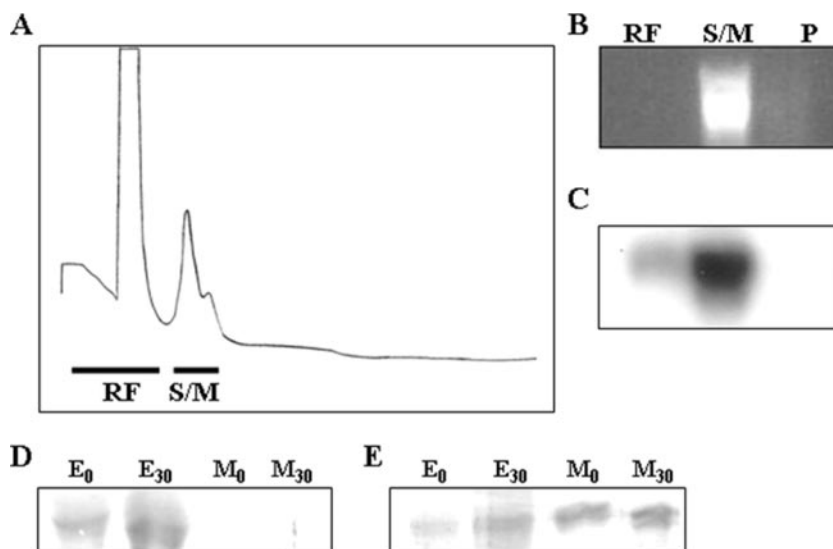 A
RF S/M
B
RF S/M P
C
D
E₀ E₃₀ M₀ M₃₀
E
E₀ E₃₀ M₀ M₃₀